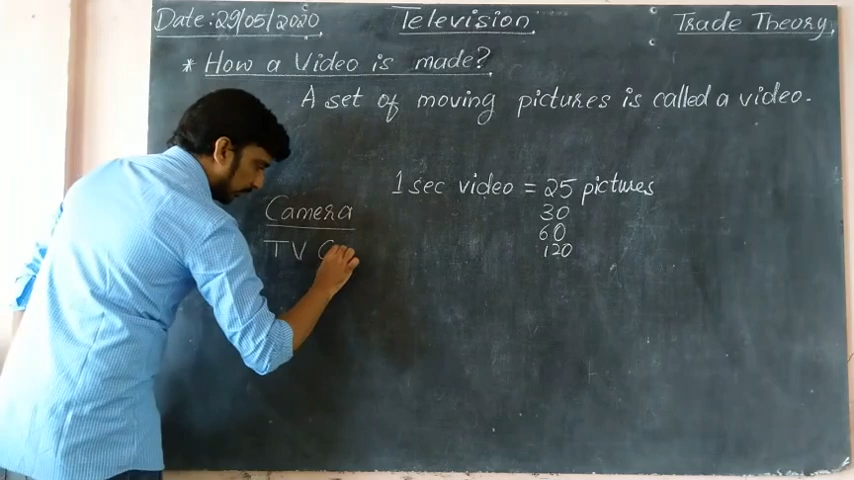 Date:29/05/2020 Television Trade Theory
* How a Video is made?
A set of moving pictures is called a video.
1 sec video = 25 pictures
30
60
120
Camera
TV C